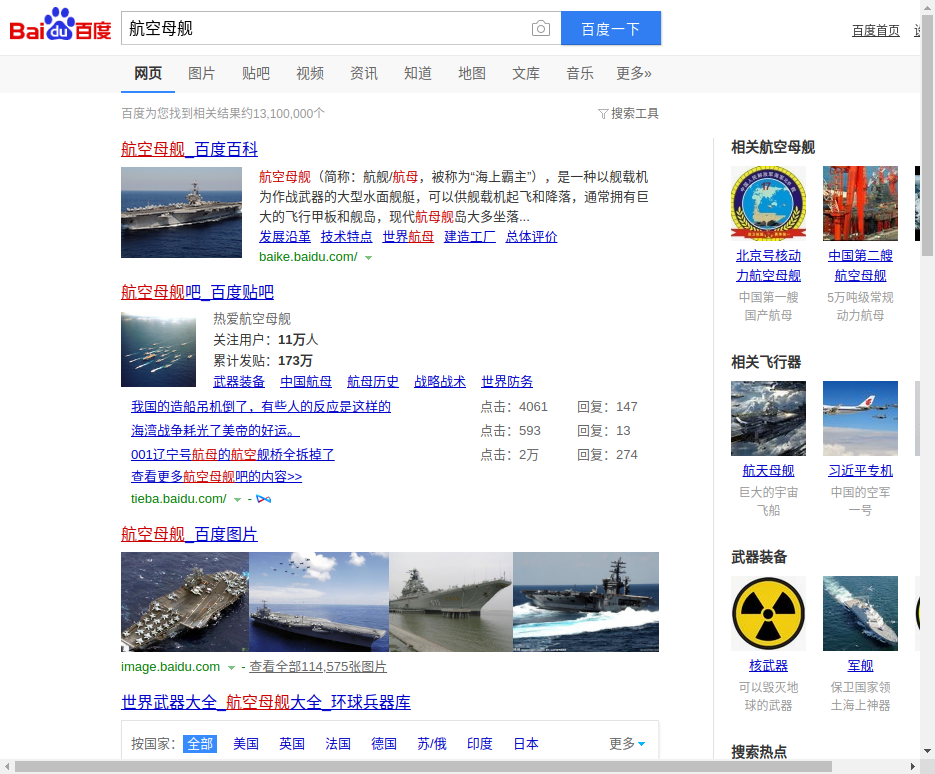 Bai du 百度
航空母舰
百度一下
百度首页
网页 图片 贴吧 视频 资讯 知道 地图 文库 音乐 更多»
百度为您找到相关结果约13,100,000个
搜索工具
航空母舰_百度百科
航空母舰（简称：航舰/航母，被称为“海上霸主”），是一种以舰载机
为作战武器的大型水面舰艇，可以供舰载机起飞和降落，通常拥有巨
大的飞行甲板和舰岛，现代航母舰岛大多坐落...
发展沿革 技术特点 世界航母 建造工厂 总体评价
baike.baidu.com/
航空母舰吧_百度贴吧
热爱航空母舰
关注用户：11万人
累计发贴：173万
武器装备 中国航母 航母历史 战略战术 世界防务
我国的造船吊机倒了，有些人的反应是这样的 点击：4061 回复：147
海湾战争耗光了美帝的好运。 点击：593 回复：13
001辽宁号航母的航空舰桥全拆掉了 点击：2万 回复：274
查看更多航空母舰吧的内容>>
tieba.baidu.com/ -
航空母舰_百度图片
image.baidu.com - 查看全部114,575张图片
世界武器大全_航空母舰大全_环球兵器库
按国家： 全部 美国 英国 法国 德国 苏/俄 印度 日本 更多
相关航空母舰
北京号核动
力航空母舰
中国第一艘
国产航母
中国第二艘
航空母舰
5万吨级常规
动力航母
相关飞行器
航天母舰
巨大的宇宙
飞船
习近平专机
中国的空军
一号
武器装备
核武器
可以毁灭地
球的武器
军舰
保卫国家领
土海上神器
搜索热点